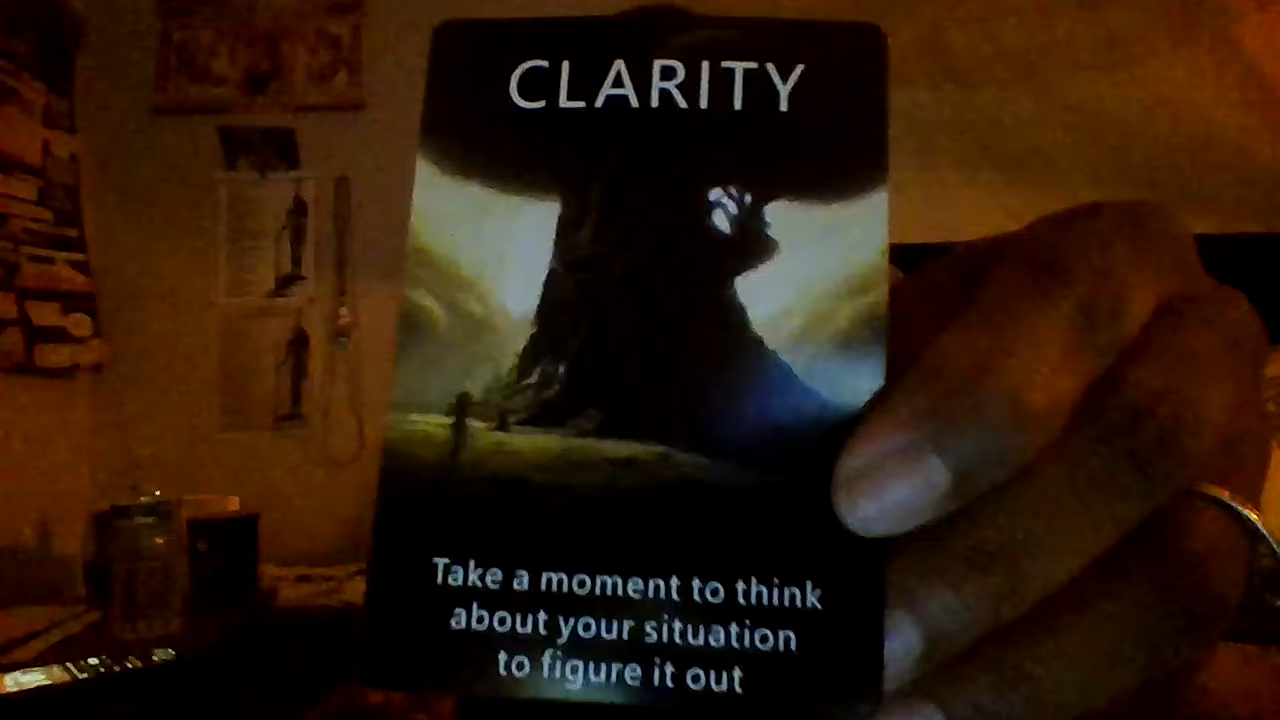 CLARITY
Take a moment to think
about your situation
to figure it out